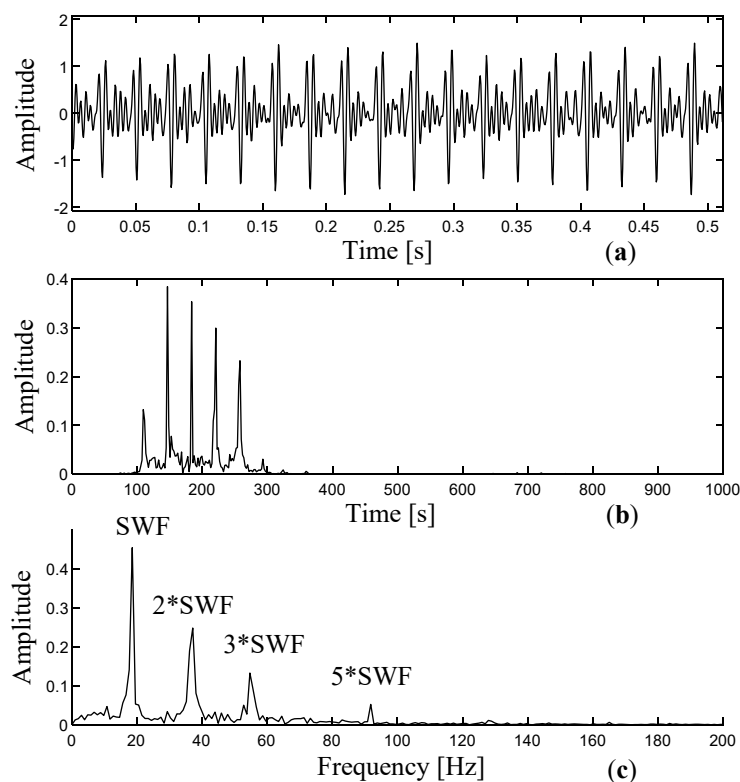 2
1
0
-1
-2
Amplitude
0 0.05 0.1 0.15 0.2 0.25 0.3 0.35 0.4 0.45 0.5
Time [s] (a)
0.4
0.3
0.2
0.1
0
Amplitude
0 100 200 300 400 500 600 700 800 900 1000
Time [s] (b)
SWF
2*SWF
3*SWF
5*SWF
0.4
0.3
0.2
0.1
0
Amplitude
0 20 40 60 80 100 120 140 160 180 200
Frequency [Hz] (c)